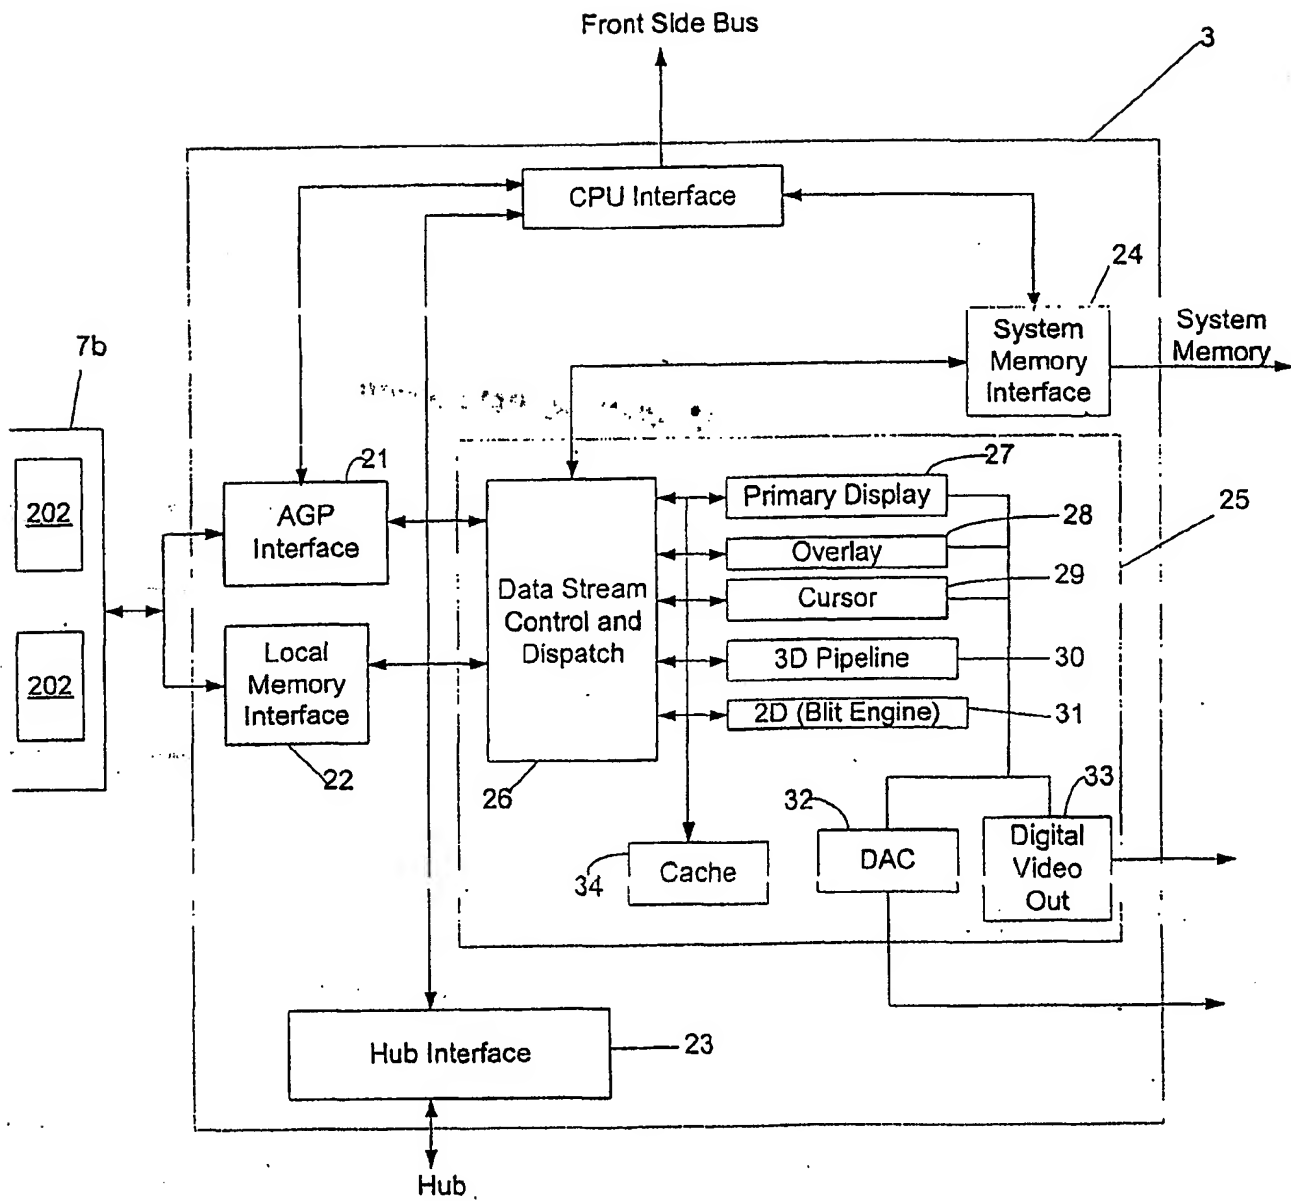 Front Side Bus
3
CPU Interface
24
System
Memory
Interface
System
Memory
7b
202
202
21
AGP
Interface
Local
Memory
Interface
22
Data Stream
Control and
Dispatch
26
Primary Display
27
Overlay
28
Cursor
29
3D Pipeline
30
2D (Blit Engine)
31
25
32
DAC
33
Digital
Video
Out
34
Cache
Hub Interface
23
Hub